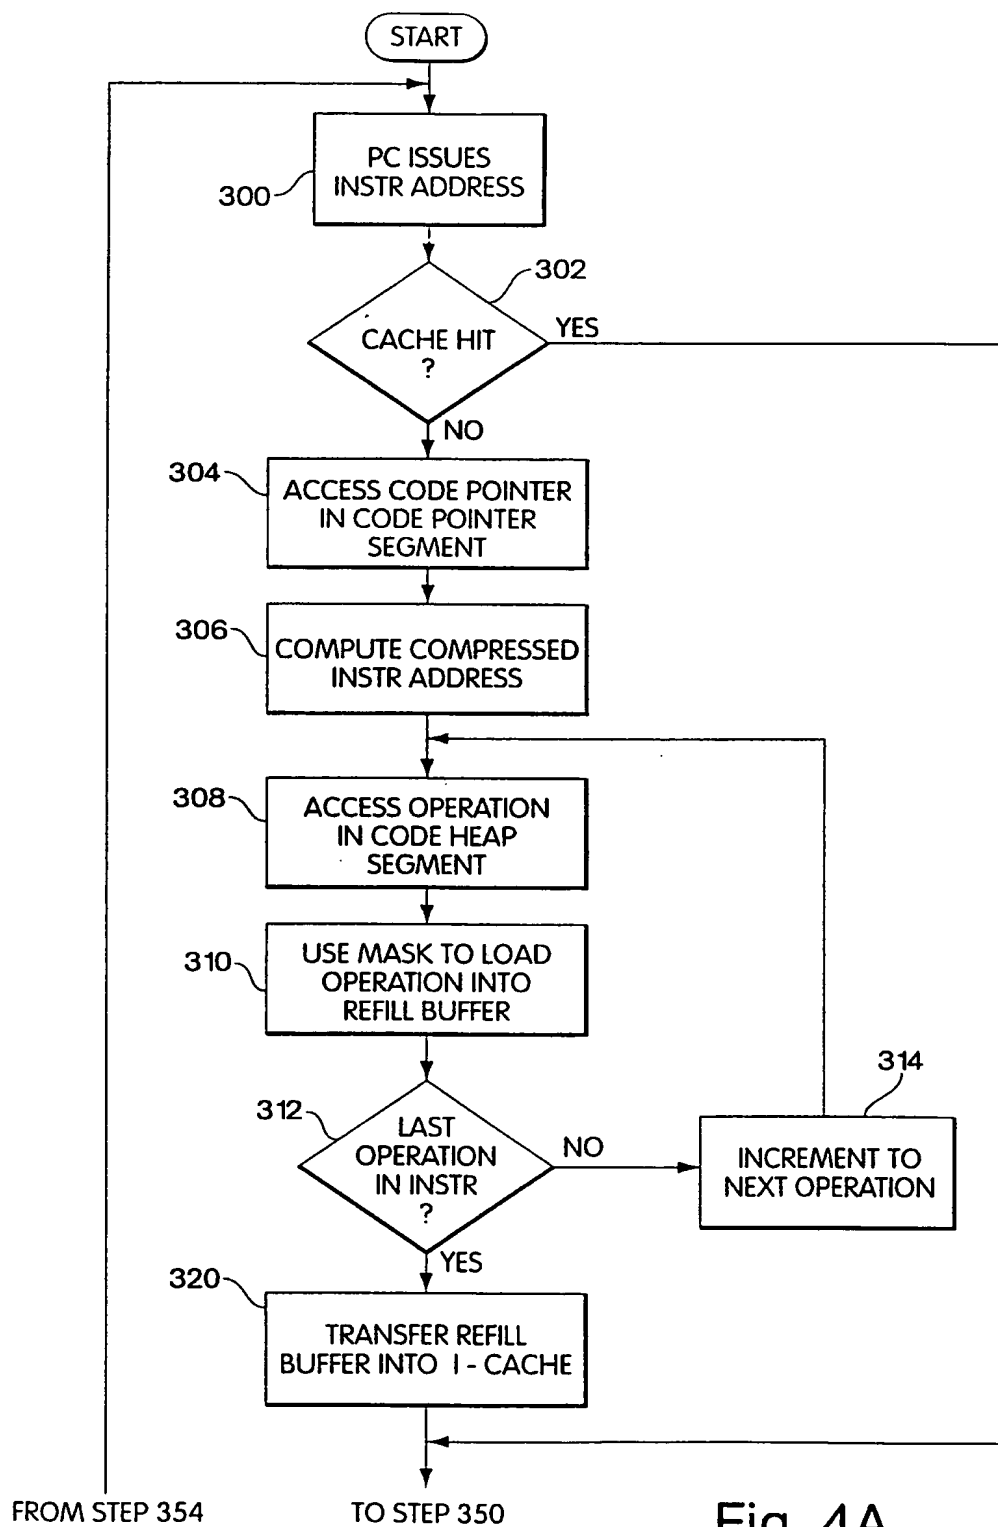 START
PC ISSUES
INSTR ADDRESS
300
302
CACHE HIT
?
YES
NO
304
ACCESS CODE POINTER
IN CODE POINTER
SEGMENT
306
COMPUTE COMPRESSED
INSTR ADDRESS
308
ACCESS OPERATION
IN CODE HEAP
SEGMENT
310
USE MASK TO LOAD
OPERATION INTO
REFILL BUFFER
312
LAST
OPERATION
IN INSTR
?
NO
314
INCREMENT TO
NEXT OPERATION
YES
320
TRANSFER REFILL
BUFFER INTO I - CACHE
FROM STEP 354
TO STEP 350
Fig. 4A